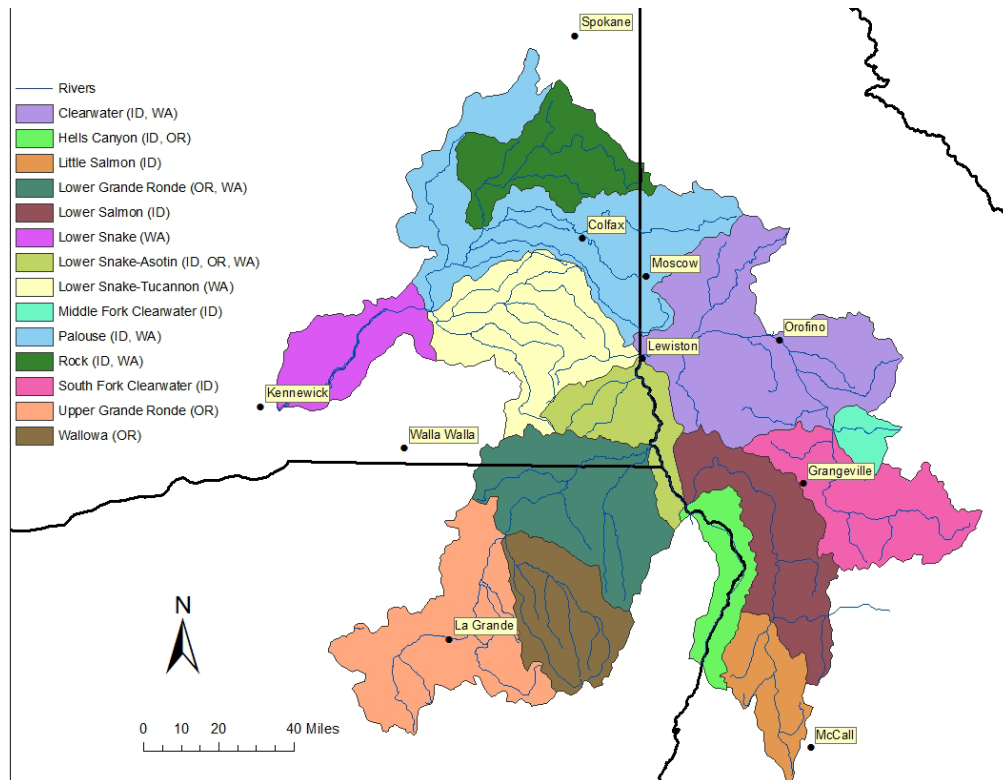 Spokane
Rivers
Clearwater (ID, WA)
Hells Canyon (ID, OR)
Little Salmon (ID)
Lower Grande Ronde (OR, WA)
Lower Salmon (ID)
Lower Snake (WA)
Lower Snake-Asotin (ID, OR, WA)
Lower Snake-Tucannon (WA)
Middle Fork Clearwater (ID)
Palouse (ID, WA)
Rock (ID, WA)
South Fork Clearwater (ID)
Upper Grande Ronde (OR)
Wallowa (OR)
Colfax
Moscow
Orofino
Lewiston
Kennewick
Walla Walla
Grangeville
La Grande
McCall
N
0 10 20 40 Miles